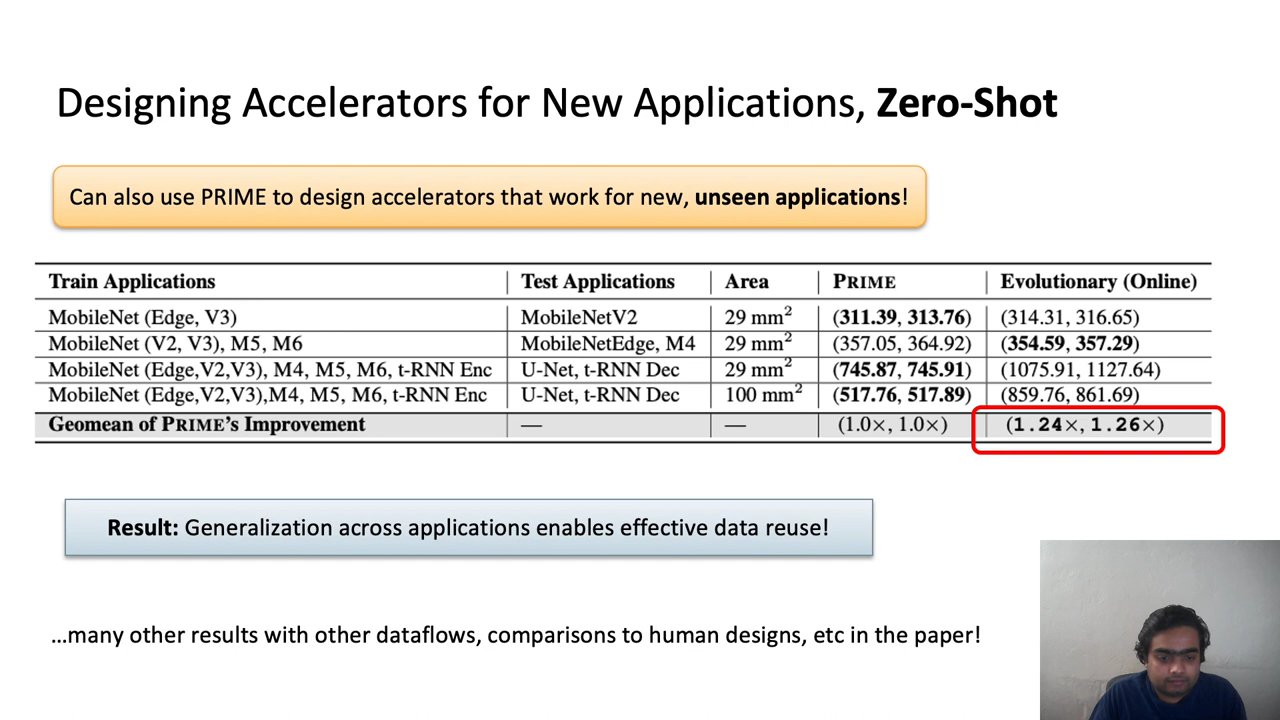 Designing Accelerators for New Applications, Zero-Shot
Can also use PRIME to design accelerators that work for new, unseen applications!
Train Applications Test Applications Area PRIME Evolutionary (Online)
MobileNet (Edge, V3) MobileNetV2 29 mm² (311.39, 313.76) (314.31, 316.65)
MobileNet (V2, V3), M5, M6 MobileNetEdge, M4 29 mm² (357.05, 364.92) (354.59, 357.29)
MobileNet (Edge,V2,V3), M4, M5, M6, t-RNN Enc U-Net, t-RNN Dec 29 mm² (745.87, 745.91) (1075.91, 1127.64)
MobileNet (Edge,V2,V3),M4, M5, M6, t-RNN Enc U-Net, t-RNN Dec 100 mm² (517.76, 517.89) (859.76, 861.69)
Geomean of PRIME's Improvement — — (1.0×, 1.0×) (1.24×, 1.26×)
Result: Generalization across applications enables effective data reuse!
...many other results with other dataflows, comparisons to human designs, etc in the paper!